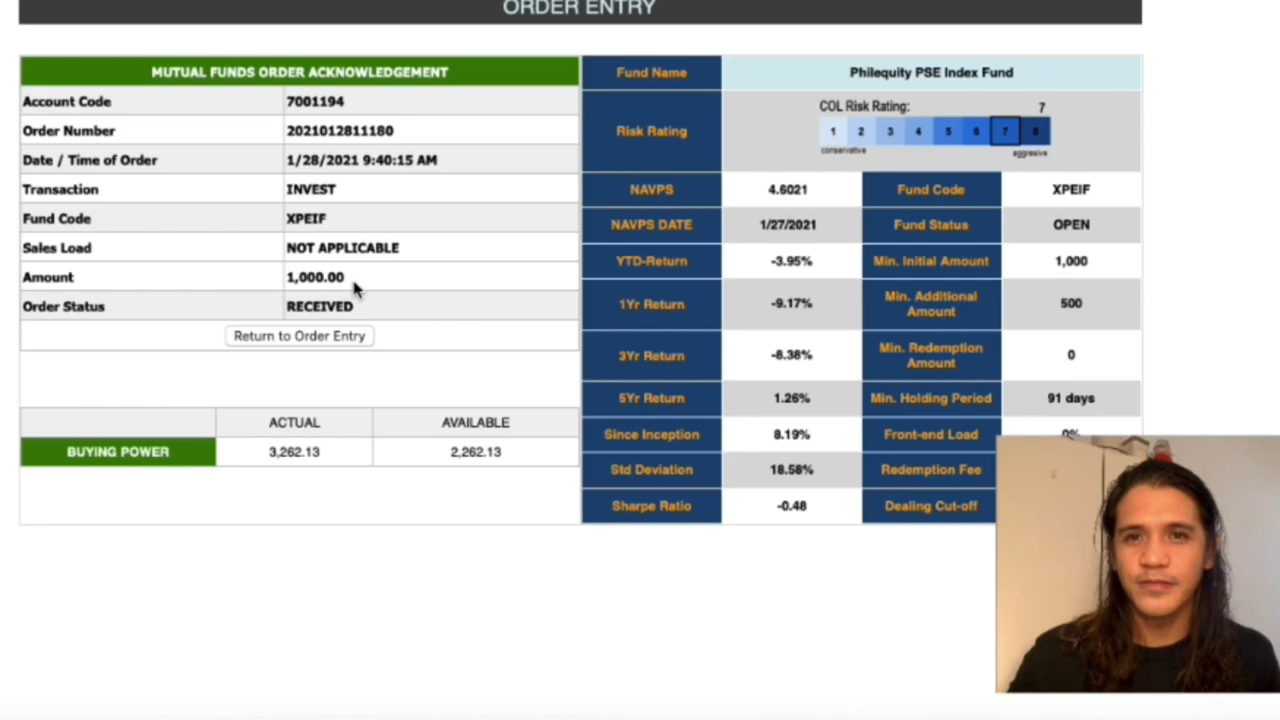 ORDER ENTRY
MUTUAL FUNDS ORDER ACKNOWLEDGEMENT
Account Code 7001194
Order Number 2021012811180
Date / Time of Order 1/28/2021 9:40:15 AM
Transaction INVEST
Fund Code XPEIF
Sales Load NOT APPLICABLE
Amount 1,000.00
Order Status RECEIVED
Return to Order Entry
ACTUAL AVAILABLE
BUYING POWER 3,262.13 2,262.13
Fund Name Philequity PSE Index Fund
COL Risk Rating: 7
Risk Rating 1 2 3 4 5 6 7 8
conservative aggressive
NAVPS 4.6021 Fund Code XPEIF
NAVPS DATE 1/27/2021 Fund Status OPEN
YTD-Return -3.95% Min. Initial Amount 1,000
1Yr Return -9.17% Min. Additional Amount 500
3Yr Return -8.38% Min. Redemption Amount 0
5Yr Return 1.26% Min. Holding Period 91 days
Since Inception 8.19% Front-end Load 0%
Std Deviation 18.58% Redemption Fee
Sharpe Ratio -0.48 Dealing Cut-off